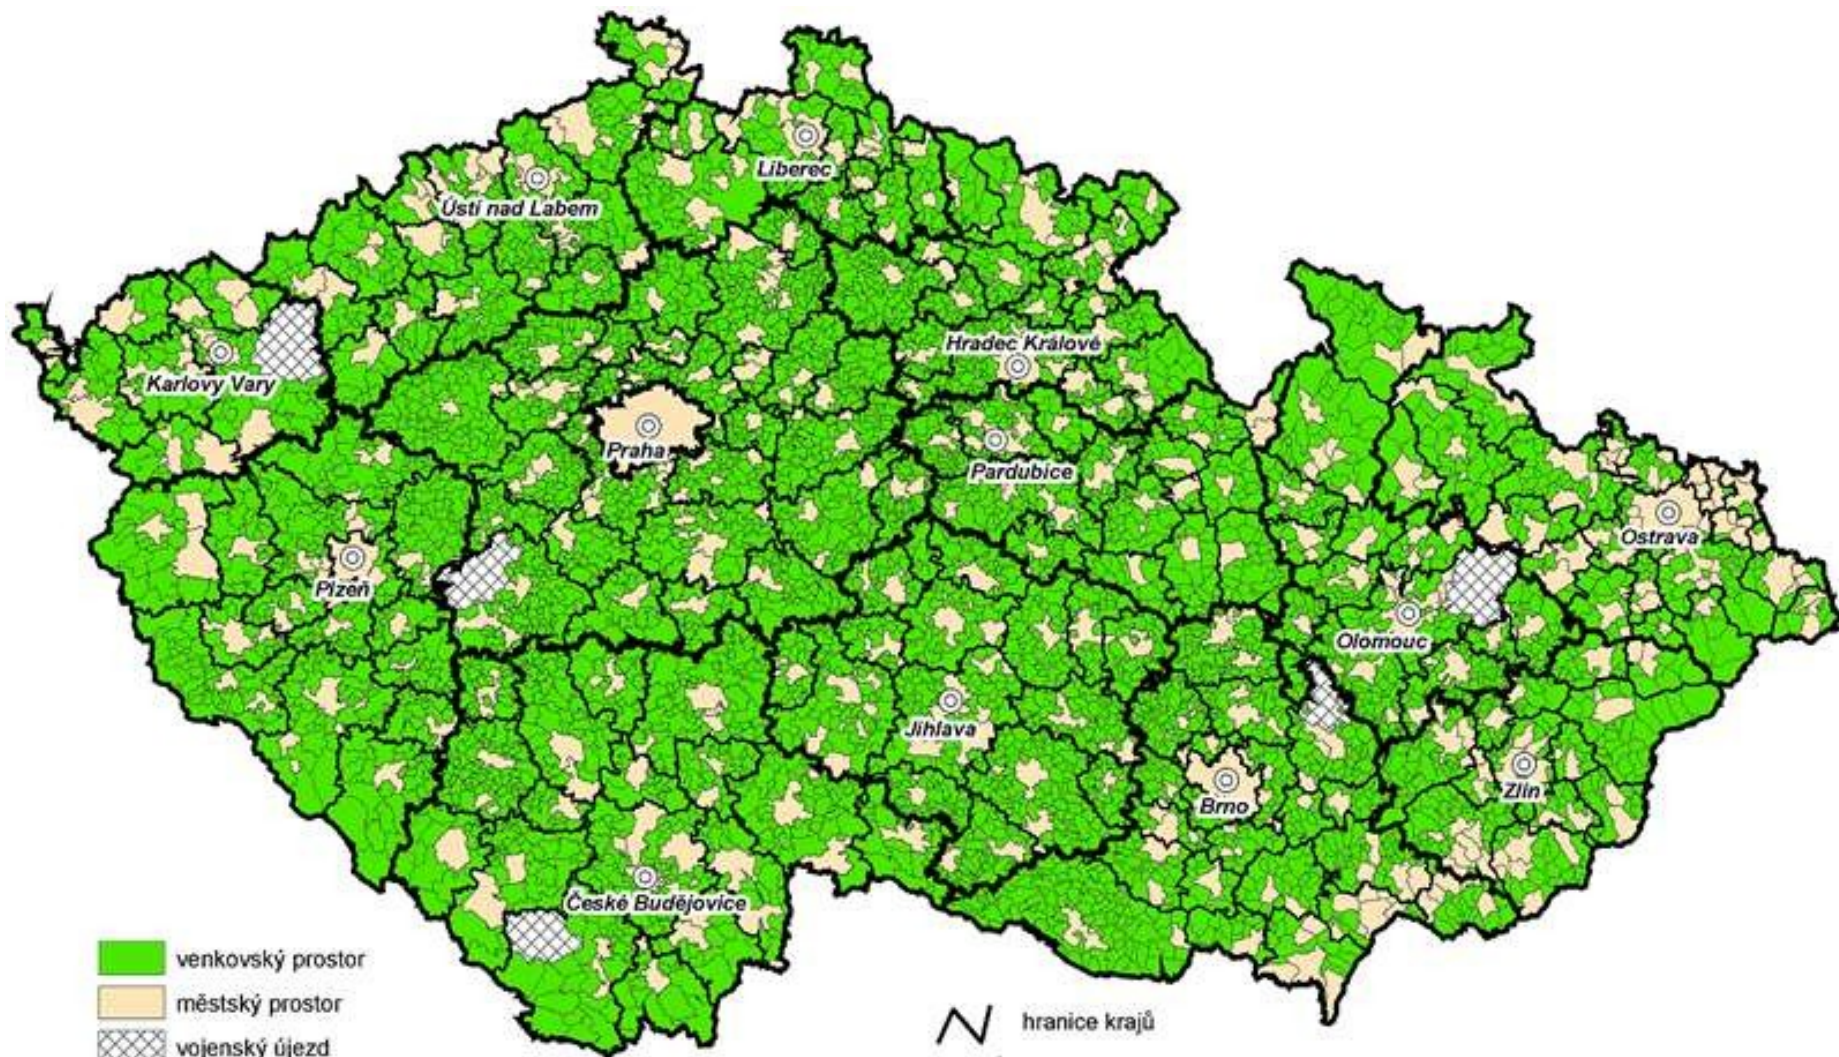 Liberec
Ústí nad Labem
Hradec Králové
Karlovy Vary
Praha
Pardubice
Ostrava
Plzeň
Olomouc
Jihlava
Zlín
Brno
České Budějovice
venkovský prostor
městský prostor
vojenský újezd
hranice krajů